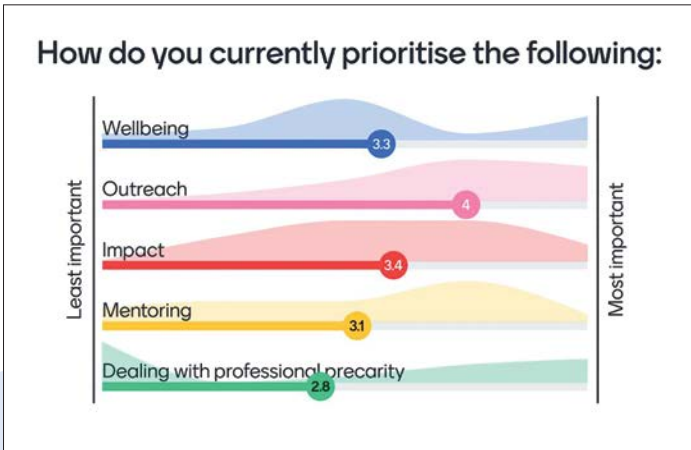 How do you currently prioritise the following:
Least important
Wellbeing
3.3
Outreach
4
Impact
3.4
Mentoring
3.1
Dealing with professional precarity
2.8
Most important